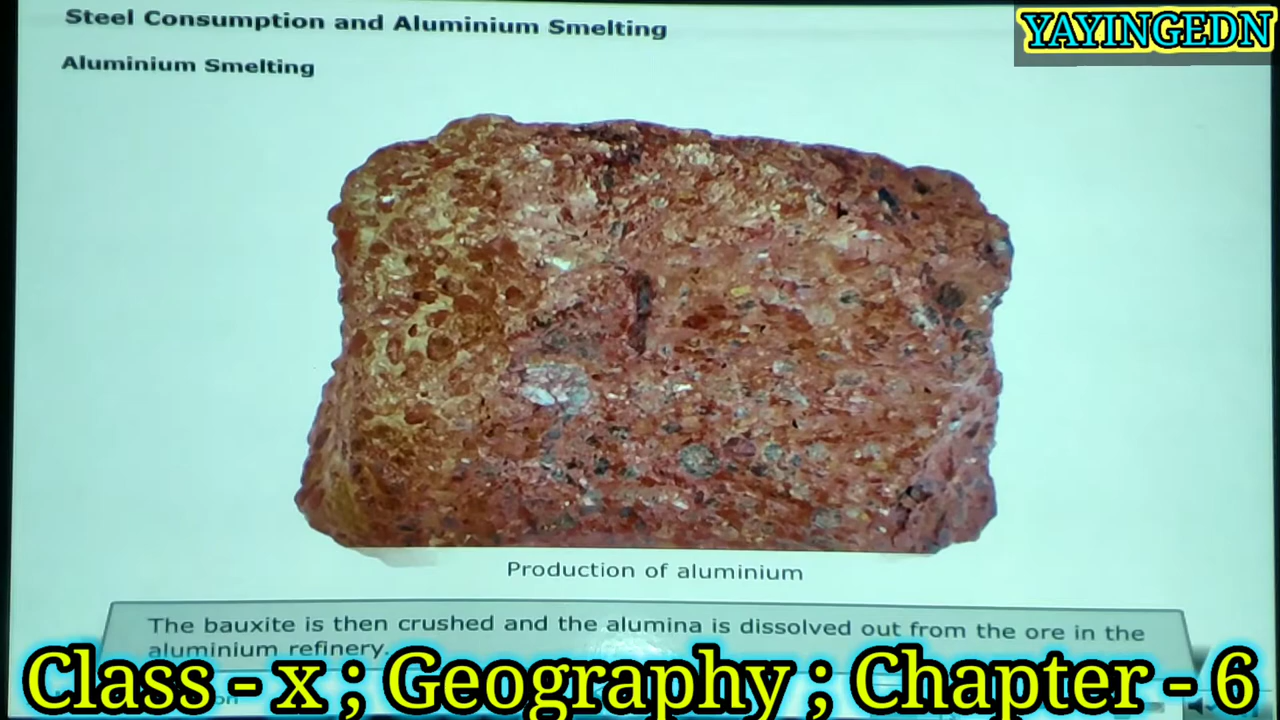 Steel Consumption and Aluminium Smelting
YAYINGEDN
Aluminium Smelting
Production of aluminium
The bauxite is then crushed and the alumina is dissolved out from the ore in the
aluminium refinery.
Class - x ; Geography ; Chapter - 6